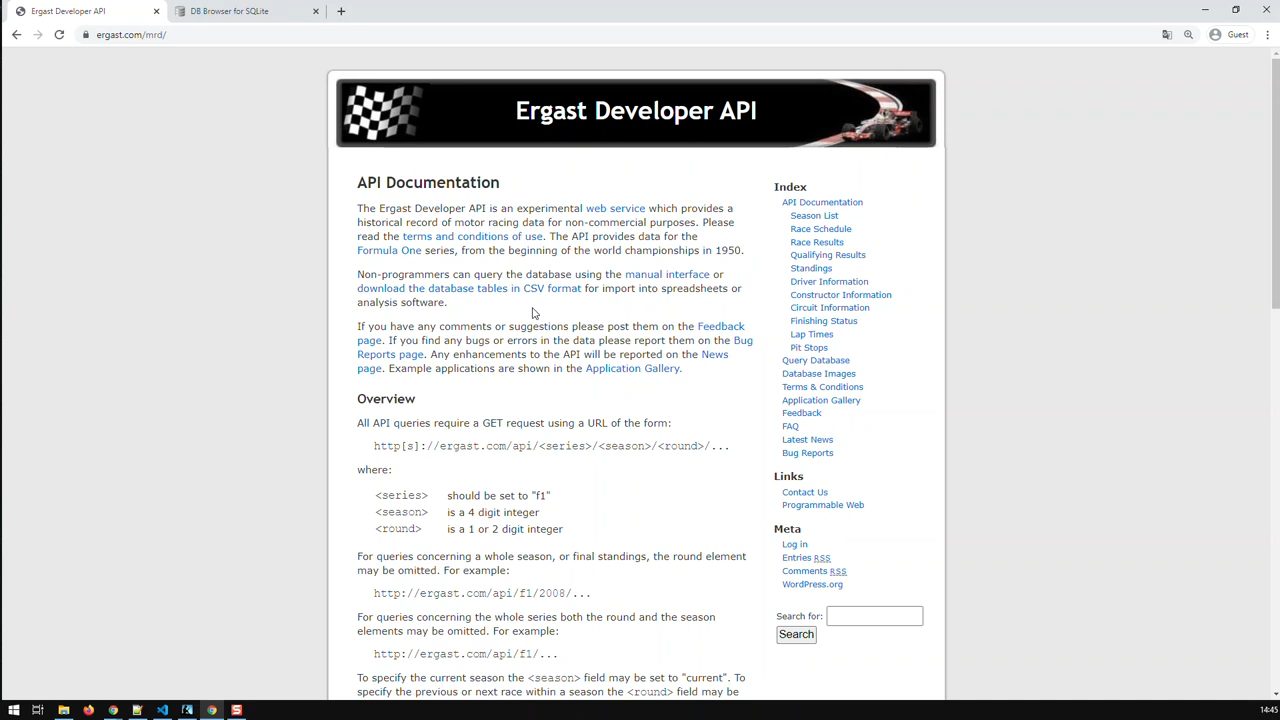 Ergast Developer API
DB Browser for SQLite
ergast.com/mrd/
Guest
Ergast Developer API
API Documentation
The Ergast Developer API is an experimental web service which provides a
historical record of motor racing data for non-commercial purposes. Please
read the terms and conditions of use. The API provides data for the
Formula One series, from the beginning of the world championships in 1950.
Non-programmers can query the database using the manual interface or
download the database tables in CSV format for import into spreadsheets or
analysis software.
If you have any comments or suggestions please post them on the Feedback
page. If you find any bugs or errors in the data please report them on the Bug
Reports page. Any enhancements to the API will be reported on the News
page. Example applications are shown in the Application Gallery.
Overview
All API queries require a GET request using a URL of the form:
http[s]://ergast.com/api/<series>/<season>/<round>/...
where:
<series> should be set to "f1"
<season> is a 4 digit integer
<round> is a 1 or 2 digit integer
For queries concerning a whole season, or final standings, the round element
may be omitted. For example:
http://ergast.com/api/f1/2008/...
For queries concerning the whole series both the round and the season
elements may be omitted. For example:
http://ergast.com/api/f1/...
To specify the current season the <season> field may be set to "current". To
specify the previous or next race within a season the <round> field may be
Index
API Documentation
Season List
Race Schedule
Race Results
Qualifying Results
Standings
Driver Information
Constructor Information
Circuit Information
Finishing Status
Lap Times
Pit Stops
Query Database
Database Images
Terms & Conditions
Application Gallery
Feedback
FAQ
Latest News
Bug Reports
Links
Contact Us
Programmable Web
Meta
Log in
Entries RSS
Comments RSS
WordPress.org
Search for:
Search
14:45